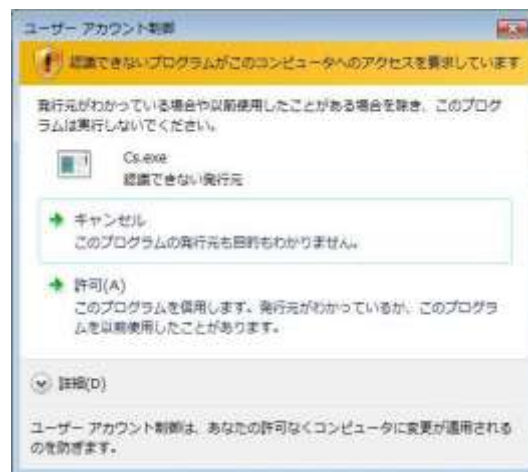 ユーザー アカウント制御
認識できないプログラムがこのコンピュータへのアクセスを要求しています
発行元がわかっている場合や以前使用したことがある場合を除き、このプログ
ラムは実行しないでください。
Cs.exe
認識できない発行元
キャンセル
このプログラムの発行元も目的もわかりません。
許可(A)
このプログラムを信用します。発行元がわかっているか、このプログラ
ムを以前使用したことがあります。
詳細(D)
ユーザー アカウント制御は、あなたの許可なくコンピュータに変更が適用される
のを防ぎます。